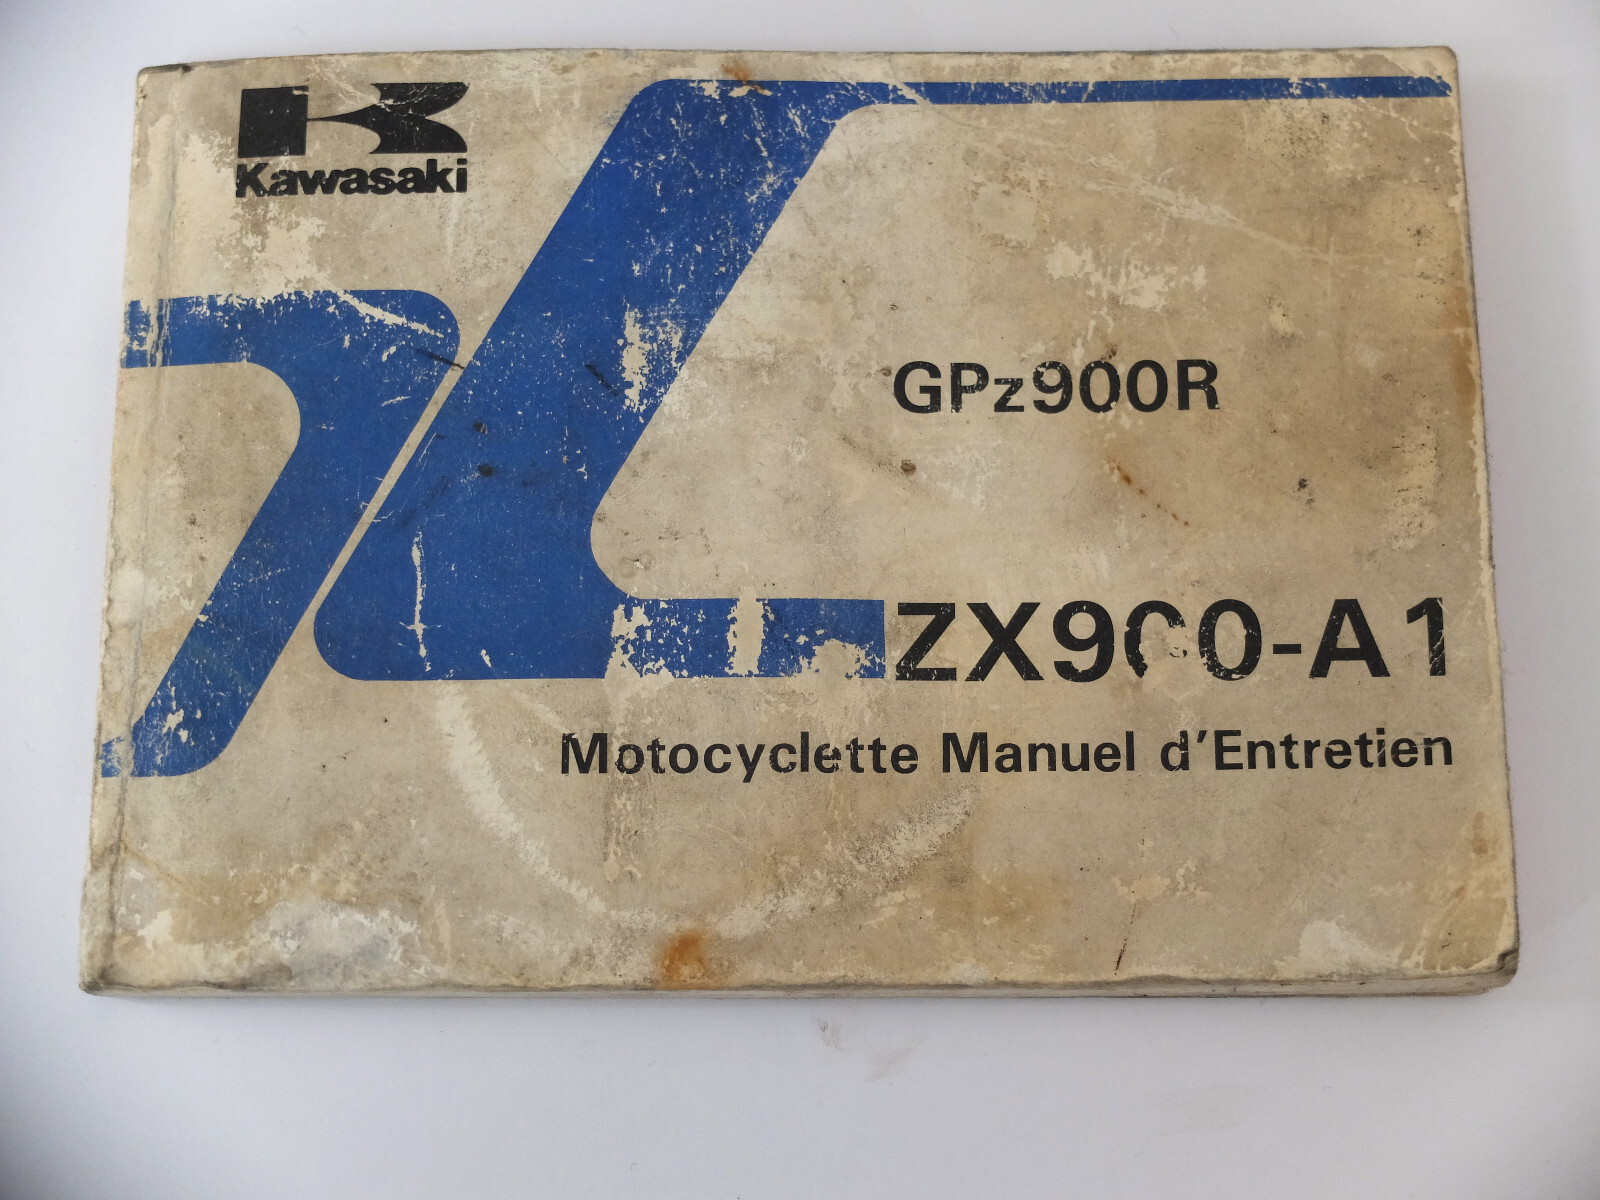 Kawasaki
GPz900R
ZX900-A1
Motocyclette Manuel d'Entretien